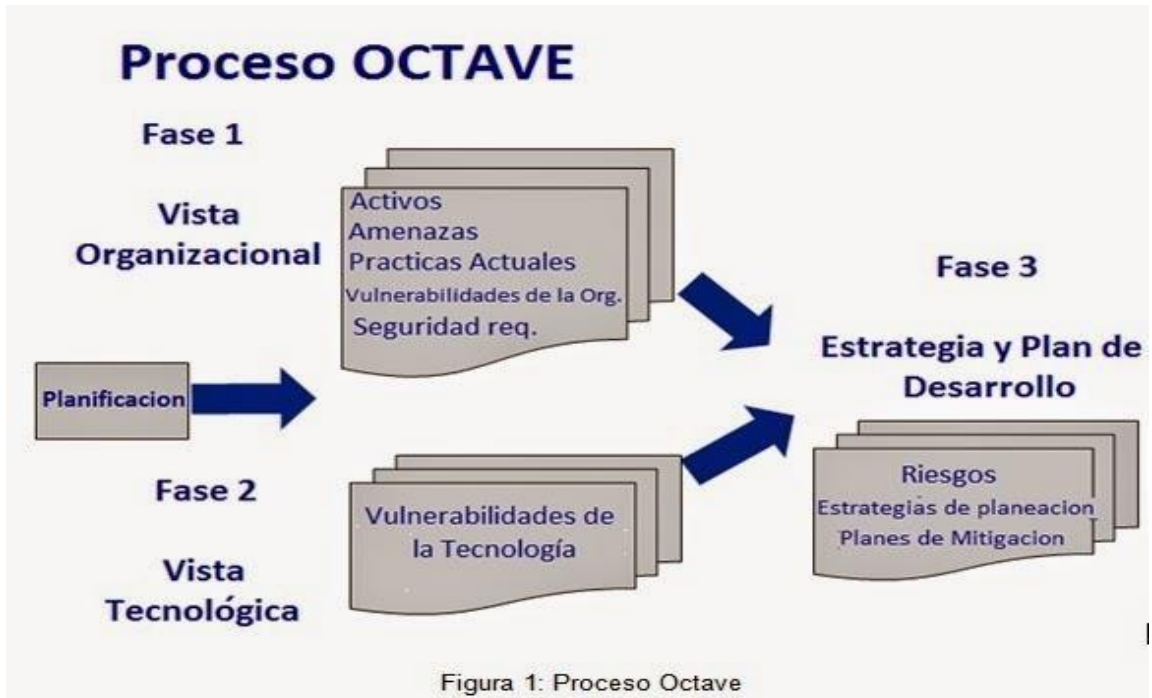 Proceso OCTAVE
Fase 1
Vista
Organizacional
Activos
Amenazas
Practicas Actuales
Vulnerabilidades de la Org.
Seguridad req.
Planificacion
Fase 2
Vista
Tecnológica
Vulnerabilidades de
la Tecnología
Fase 3
Estrategia y Plan de
Desarrollo
Riesgos
Estrategias de planeacion
Planes de Mitigacion
Figura 1: Proceso Octave